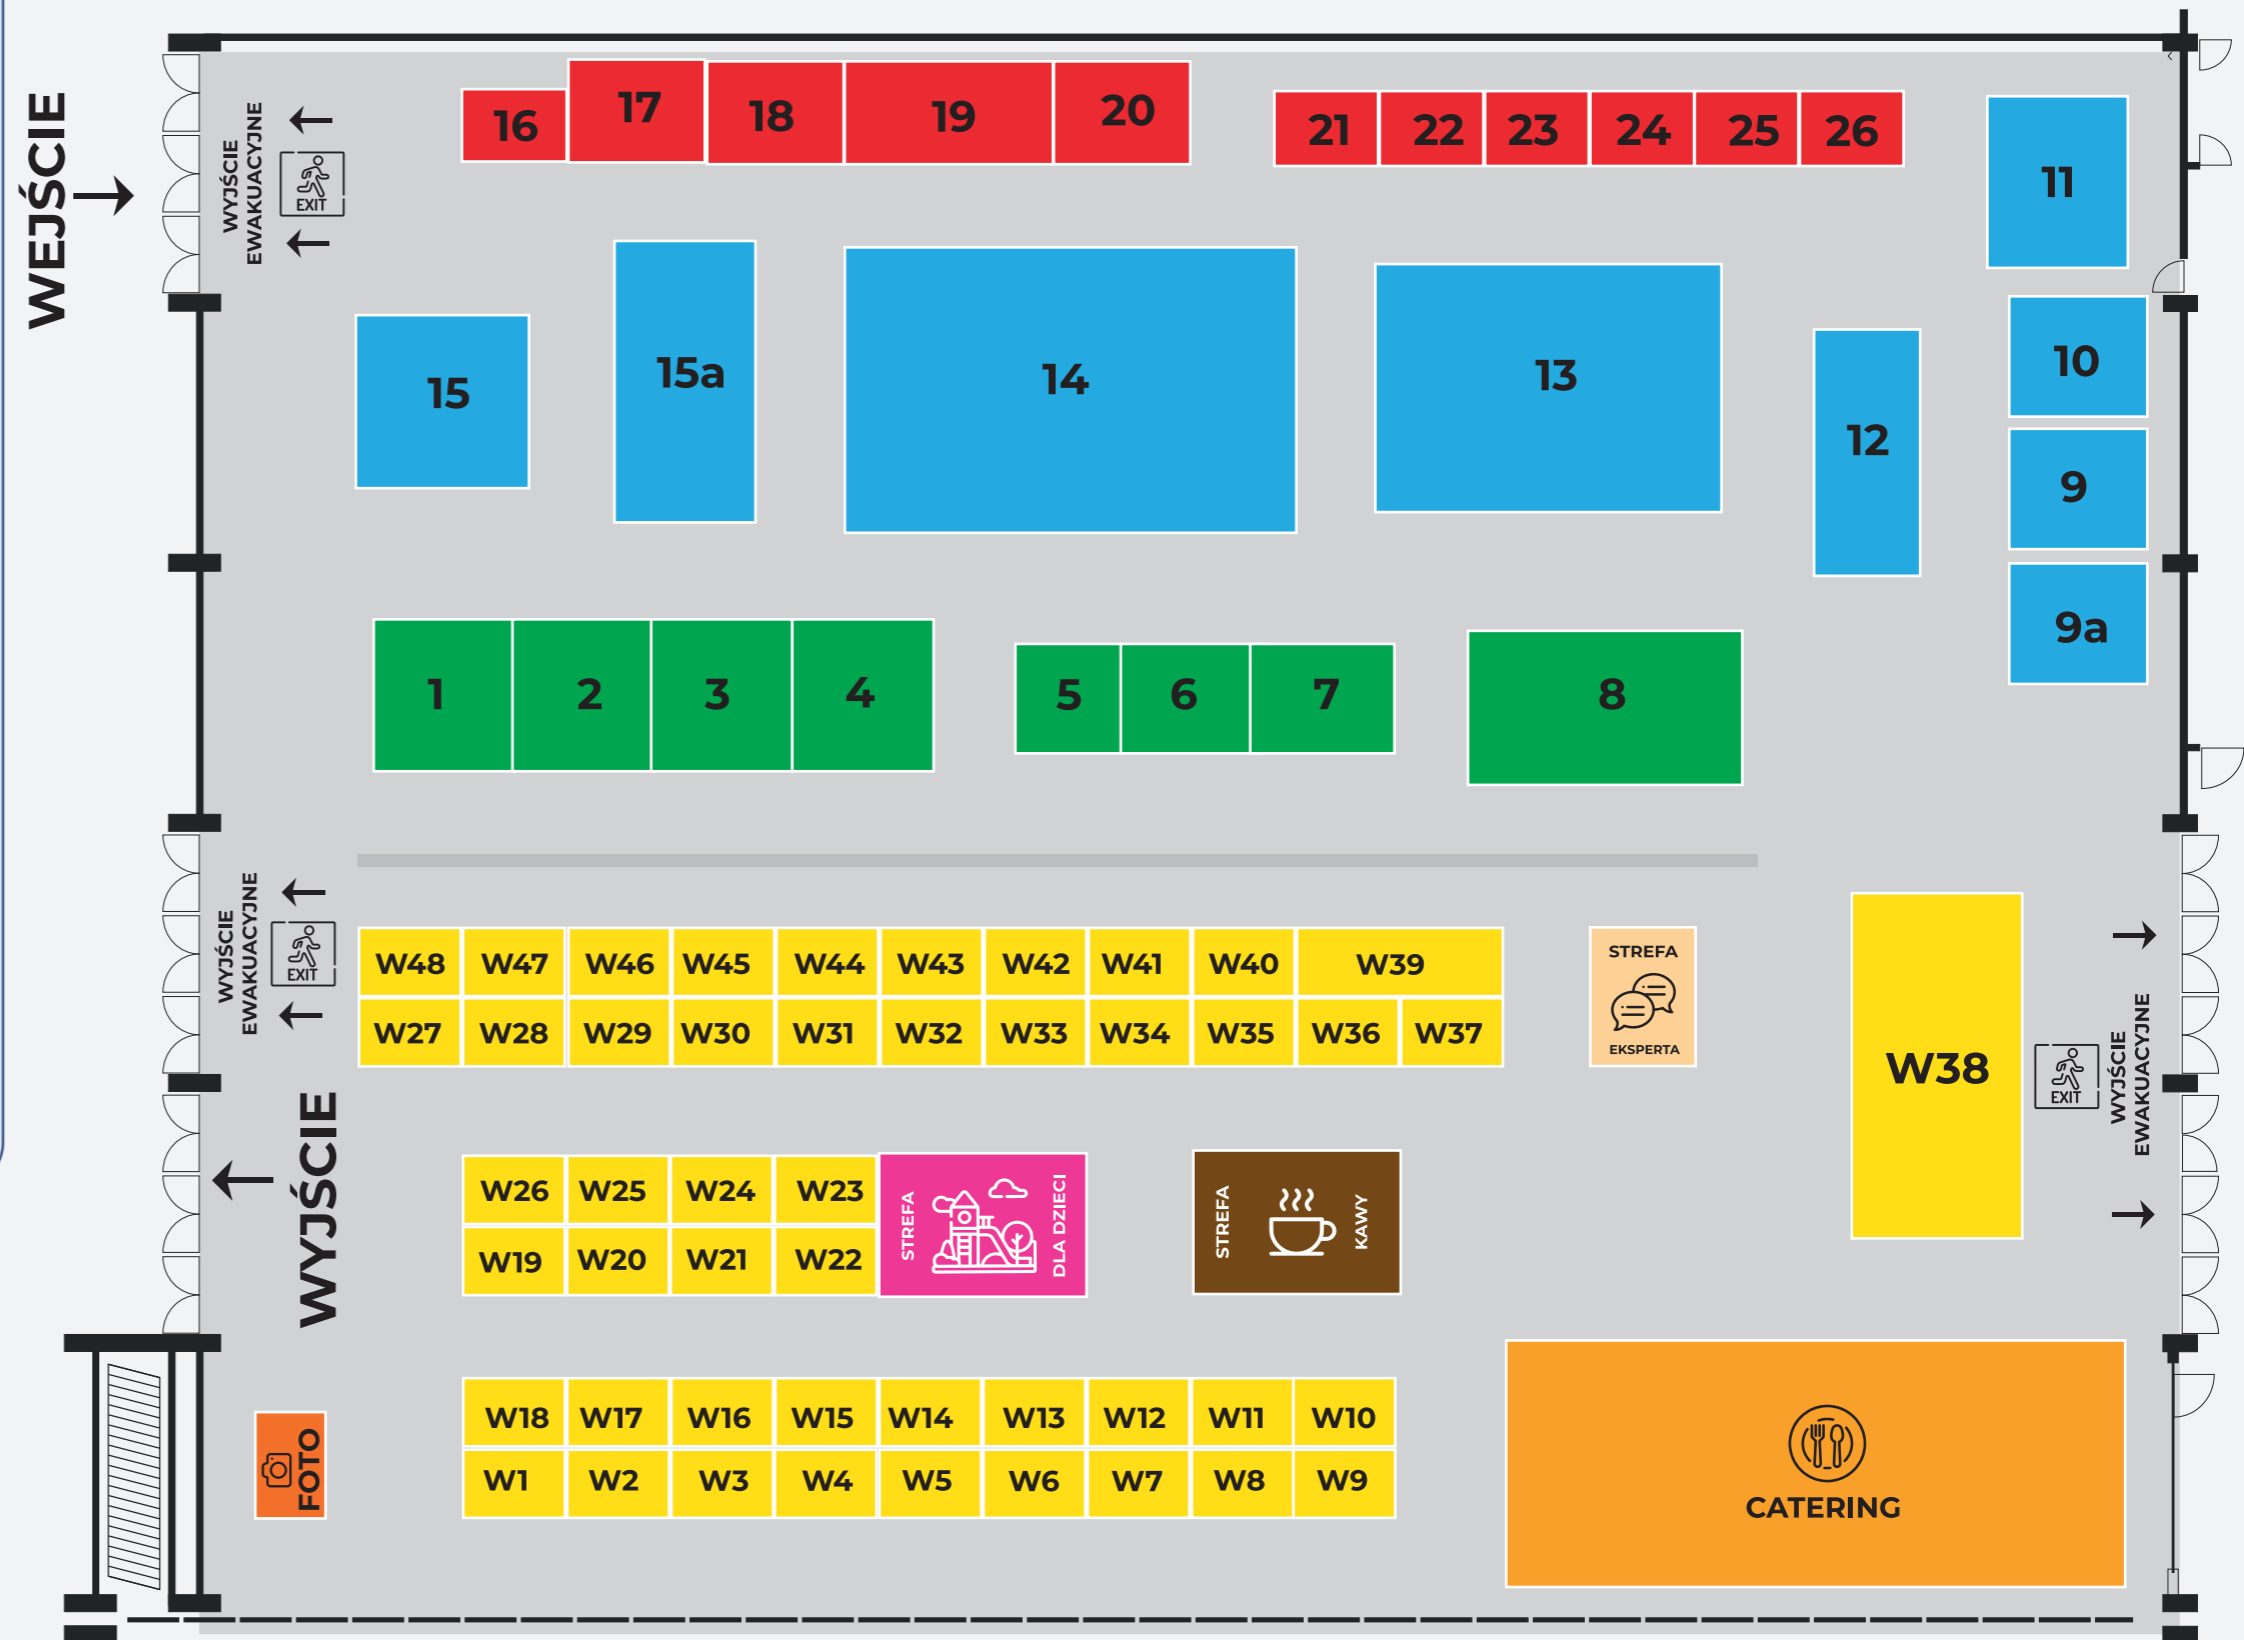 WEJŚCIE
WYJŚCIE
EWAKUACYJNE
EXIT
16
17
18
19
20
21
22
23
24
25
26
11
15
15a
14
13
12
10
9
9a
1
2
3
4
5
6
7
8
WYJŚCIE
EWAKUACYJNE
EXIT
W48
W47
W46
W45
W44
W43
W42
W41
W40
W39
W27
W28
W29
W30
W31
W32
W33
W34
W35
W36
W37
STREFA
EKSPERTA
W38
EXIT
WYJŚCIE
EWAKUACYJNE
WYJŚCIE
W26
W25
W24
W23
W19
W20
W21
W22
STREFA
DLA DZIECI
STREFA
KAWY
FOTO
W18
W17
W16
W15
W14
W13
W12
W11
W10
W1
W2
W3
W4
W5
W6
W7
W8
W9
CATERING